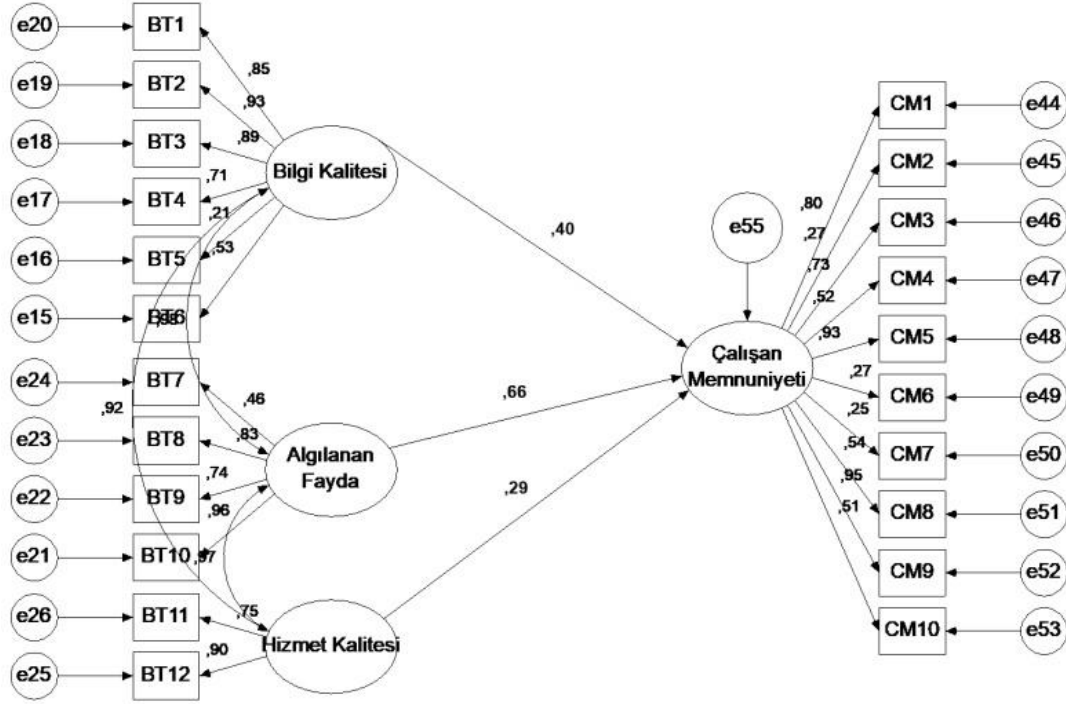 e20
BT1
e19
BT2
,85
,93
e18
BT3
,89
e17
BT4
,71
,21
Bilgi Kalitesi
e16
BT5
,53
e15
BT6
e24
BT7
,46
,92
e23
BT8
,83
e22
BT9
,74
Algılanan
Fayda
,96
e21
BT10
e26
BT11
,75
e25
BT12
,90
Hizmet Kalitesi
,40
,66
,29
e55
Çalışan
Memnuniyeti
,80
,27
,73
,52
,93
,27
,25
,54
,95
,51
CM1
e44
CM2
e45
CM3
e46
CM4
e47
CM5
e48
CM6
e49
CM7
e50
CM8
e51
CM9
e52
CM10
e53